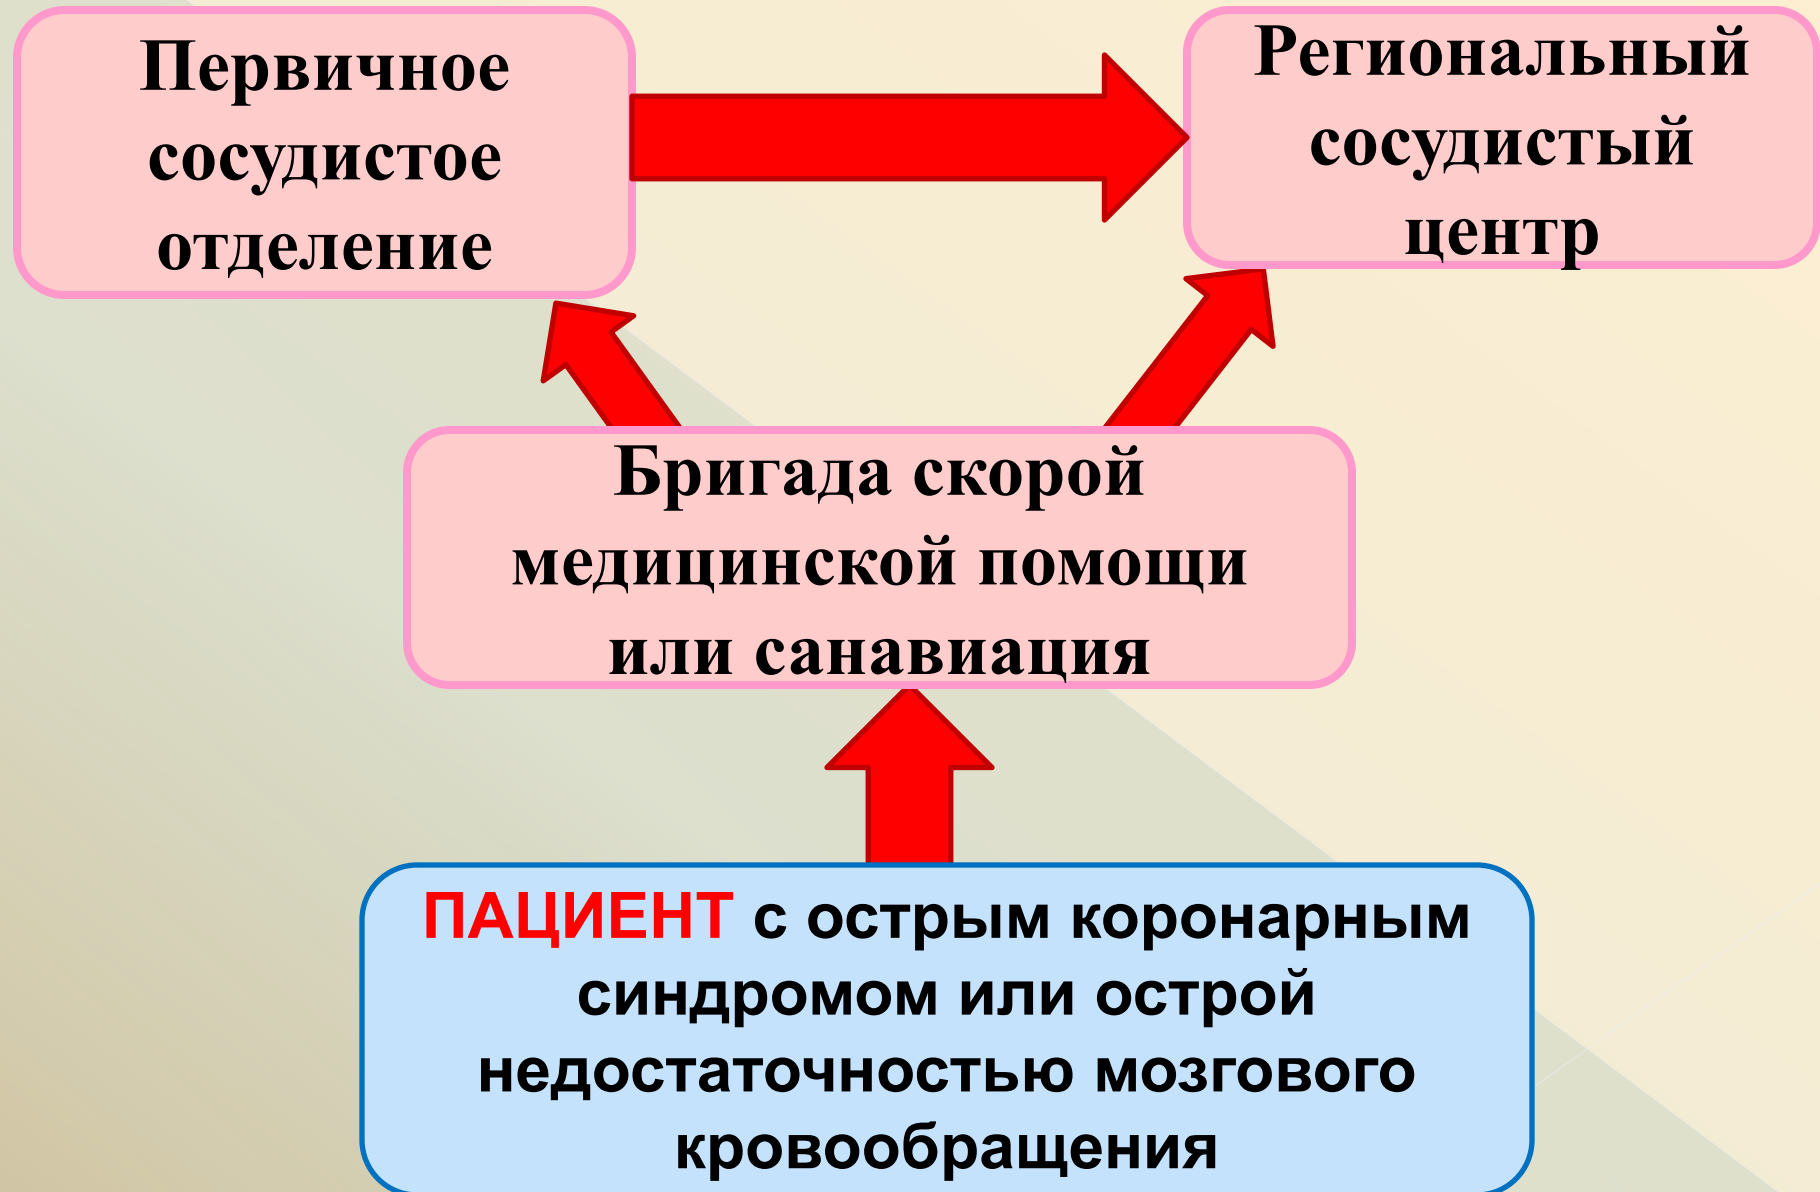 Первичное
сосудистое
отделение
Региональный
сосудистый
центр
Бригада скорой
медицинской помощи
или санавиация
ПАЦИЕНТ с острым коронарным
синдромом или острой
недостаточностью мозгового
кровообращения